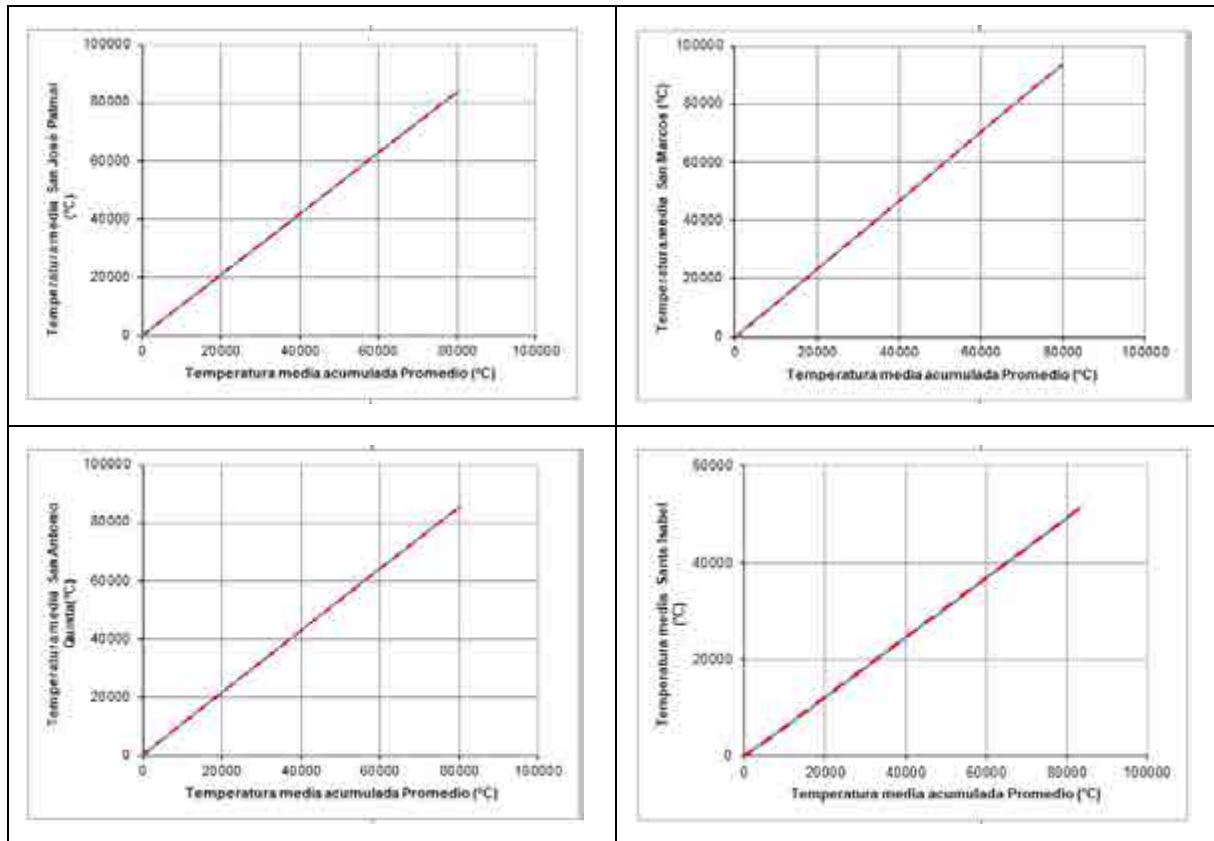 100000
80000
60000
40000
20000
0
Temperatura media San José Palmar
(°C)
0 20000 40000 60000 80000 100000
Temperatura media acumulada Promedio (°C)
100000
80000
60000
40000
20000
0
Temperatura media San Marcos (°C)
0 20000 40000 60000 80000 100000
Temperatura media acumulada Promedio (°C)
100000
80000
60000
40000
20000
0
Temperatura media San Antonio
(°C)
0 20000 40000 60000 80000 100000
Temperatura media acumulada Promedio (°C)
60000
40000
20000
0
Temperatura media Santa Isabel
(°C)
0 20000 40000 60000 80000 100000
Temperatura media acumulada Promedio (°C)